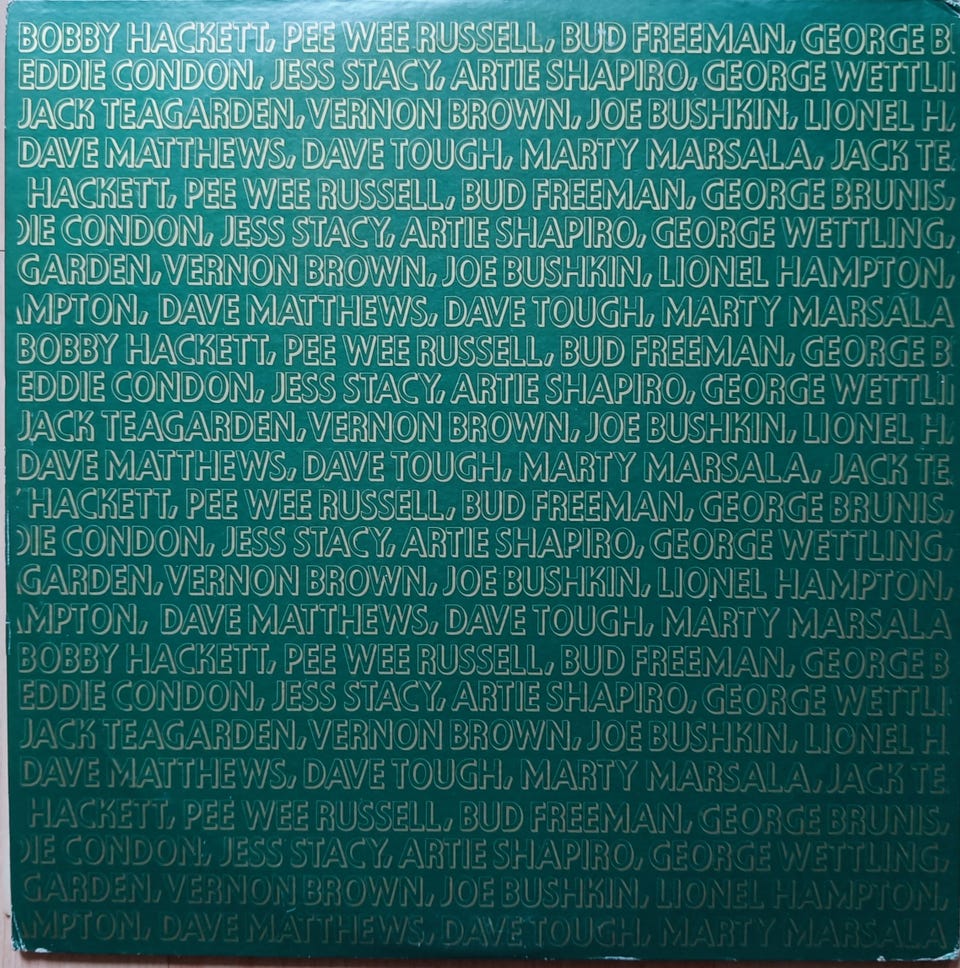 BOBBY HACKETT, PEE WEE RUSSELL, BUD FREEMAN, GEORGE B
EDDIE CONDON, JESS STACY, ARTIE SHAPIRO, GEORGE WETTLI
JACK TEAGARDEN, VERNON BROWN, JOE BUSHKIN, LIONEL H
DAVE MATTHEWS, DAVE TOUGH, MARTY MARSALA, JACK TE
HACKETT, PEE WEE RUSSELL, BUD FREEMAN, GEORGE BRUNIS,
DIE CONDON, JESS STACY, ARTIE SHAPIRO, GEORGE WETTLING,
GARDEN, VERNON BROWN, JOE BUSHKIN, LIONEL HAMPTON,
MPTON, DAVE MATTHEWS, DAVE TOUGH, MARTY MARSALA
BOBBY HACKETT, PEE WEE RUSSELL, BUD FREEMAN, GEORGE B
EDDIE CONDON, JESS STACY, ARTIE SHAPIRO, GEORGE WETTLI
JACK TEAGARDEN, VERNON BROWN, JOE BUSHKIN, LIONEL H
DAVE MATTHEWS, DAVE TOUGH, MARTY MARSALA, JACK TE
HACKETT, PEE WEE RUSSELL, BUD FREEMAN, GEORGE BRUNIS,
DIE CONDON, JESS STACY, ARTIE SHAPIRO, GEORGE WETTLING,
GARDEN, VERNON BROWN, JOE BUSHKIN, LIONEL HAMPTON,
MPTON, DAVE MATTHEWS, DAVE TOUGH, MARTY MARSALA
BOBBY HACKETT, PEE WEE RUSSELL, BUD FREEMAN, GEORGE B
EDDIE CONDON, JESS STACY, ARTIE SHAPIRO, GEORGE WETTLI
JACK TEAGARDEN, VERNON BROWN, JOE BUSHKIN, LIONEL H
DAVE MATTHEWS, DAVE TOUGH, MARTY MARSALA, JACK TE
HACKETT, PEE WEE RUSSELL, BUD FREEMAN, GEORGE BRUNIS,
DIE CONDON, JESS STACY, ARTIE SHAPIRO, GEORGE WETTLING,
GARDEN, VERNON BROWN, JOE BUSHKIN, LIONEL HAMPTON,
MPTON, DAVE MATTHEWS, DAVE TOUGH, MARTY MARSALA